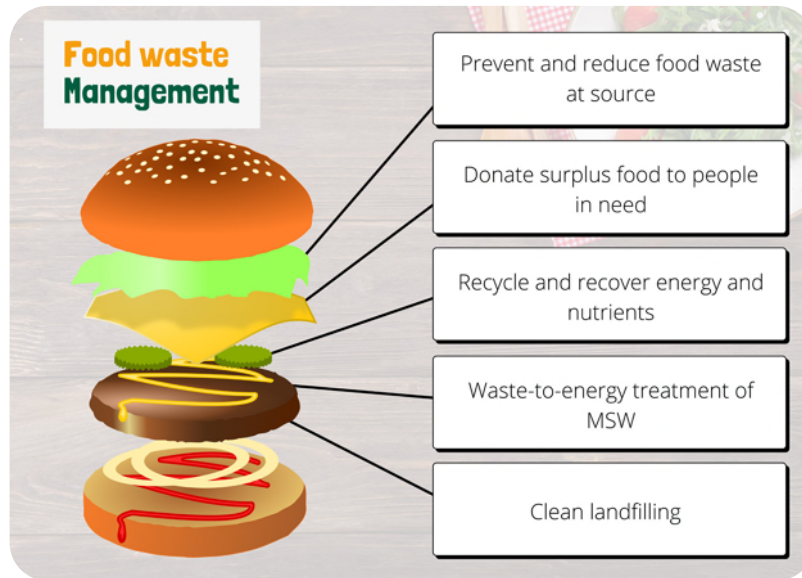 Food waste
Management
Prevent and reduce food waste
at source
Donate surplus food to people
in need
Recycle and recover energy and
nutrients
Waste-to-energy treatment of
MSW
Clean landfilling